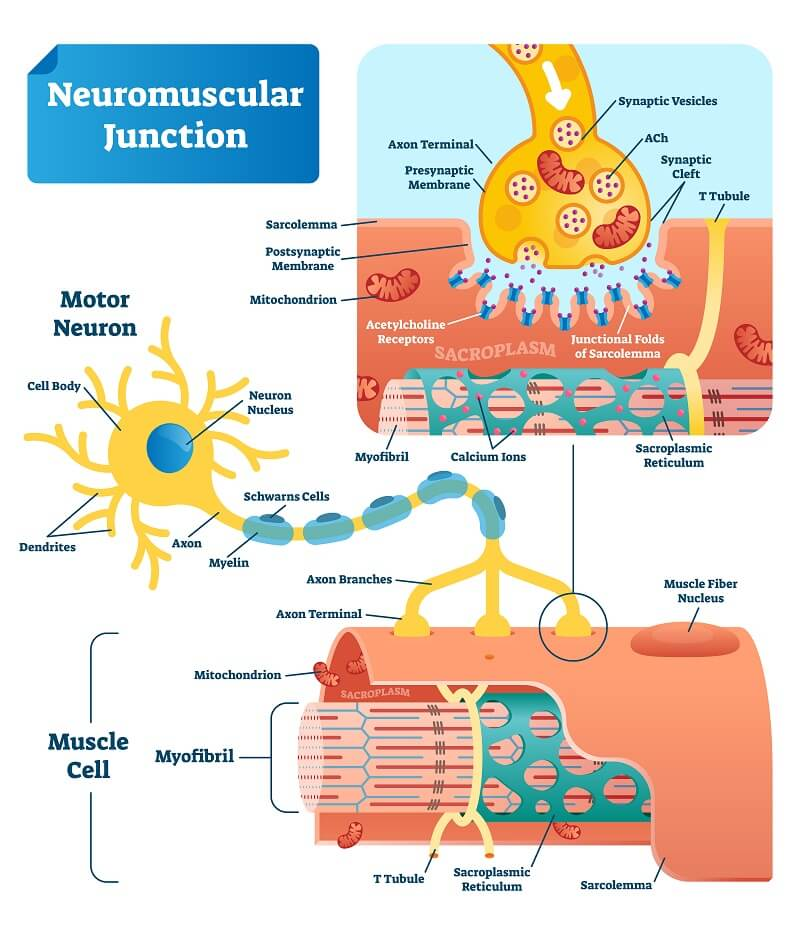 Neuromuscular
Junction
Synaptic Vesicles
Axon Terminal
ACh
Presynaptic
Membrane
Synaptic
Cleft
T Tubule
Sarcolemma
Postsynaptic
Membrane
Mitochondrion
Acetylcholine
Receptors
Junctional Folds
of Sarcolemma
SACROPLASM
Myofibril
Calcium Ions
Sacroplasmic
Reticulum
Motor
Neuron
Cell Body
Neuron
Nucleus
Schwarns Cells
Dendrites
Axon
Myelin
Axon Branches
Axon Terminal
Muscle Fiber
Nucleus
Mitochondrion
SACROPLASM
Muscle
Cell
Myofibril
T Tubule
Sacroplasmic
Reticulum
Sarcolemma